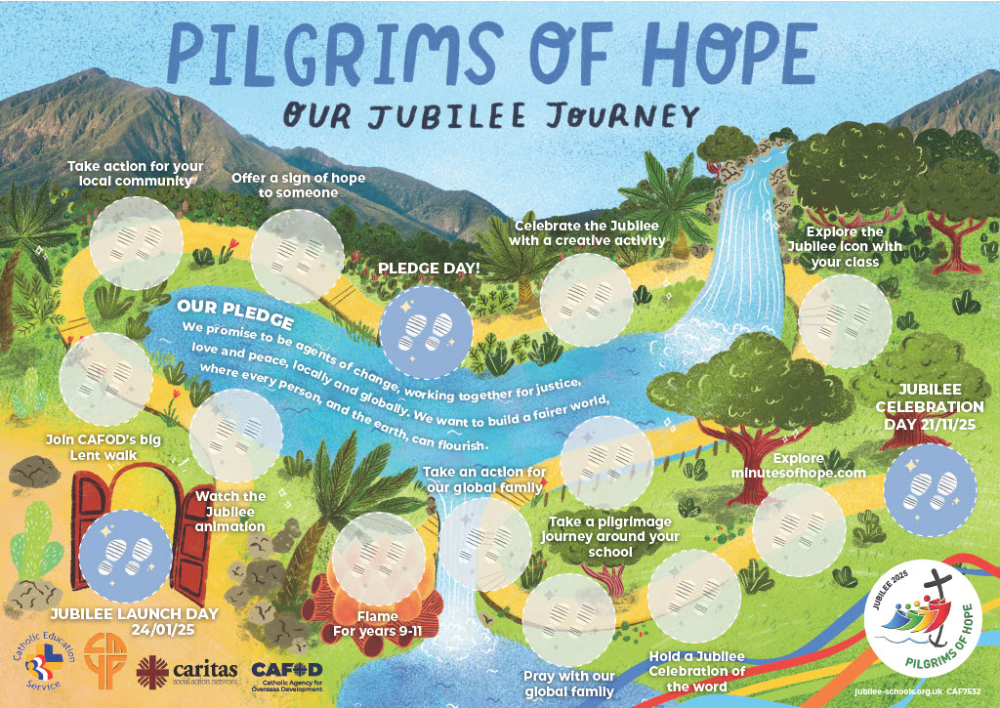 PILGRIMS OF HOPE
OUR JUBILEE JOURNEY
Take action for your
local community
Offer a sign of hope
to someone
PLEDGE DAY!
Celebrate the Jubilee
with a creative activity
Explore the
Jubilee icon with
your class
OUR PLEDGE
We promise to be agents of change, working together for justice,
love and peace, locally and globally. We want to build a fairer world,
where every person, and the earth, can flourish.
JUBILEE
CELEBRATION
DAY 21/11/25
Join CAFOD's big
Lent walk
Watch the
Jubilee
animation
Take an action for
our global family
Explore
minutesofhope.com
Take a pilgrimage
journey around your
school
JUBILEE LAUNCH DAY
24/01/25
Flame
For years 9-11
Pray with our
global family
Hold a Jubilee
Celebration of
the word
Catholic Education
Service
caritas
social action network
CAFOD
Catholic Agency for
Overseas Development
JUBILEE 2025
PILGRIMS OF HOPE
jubilee-schools.org.uk CAF7532